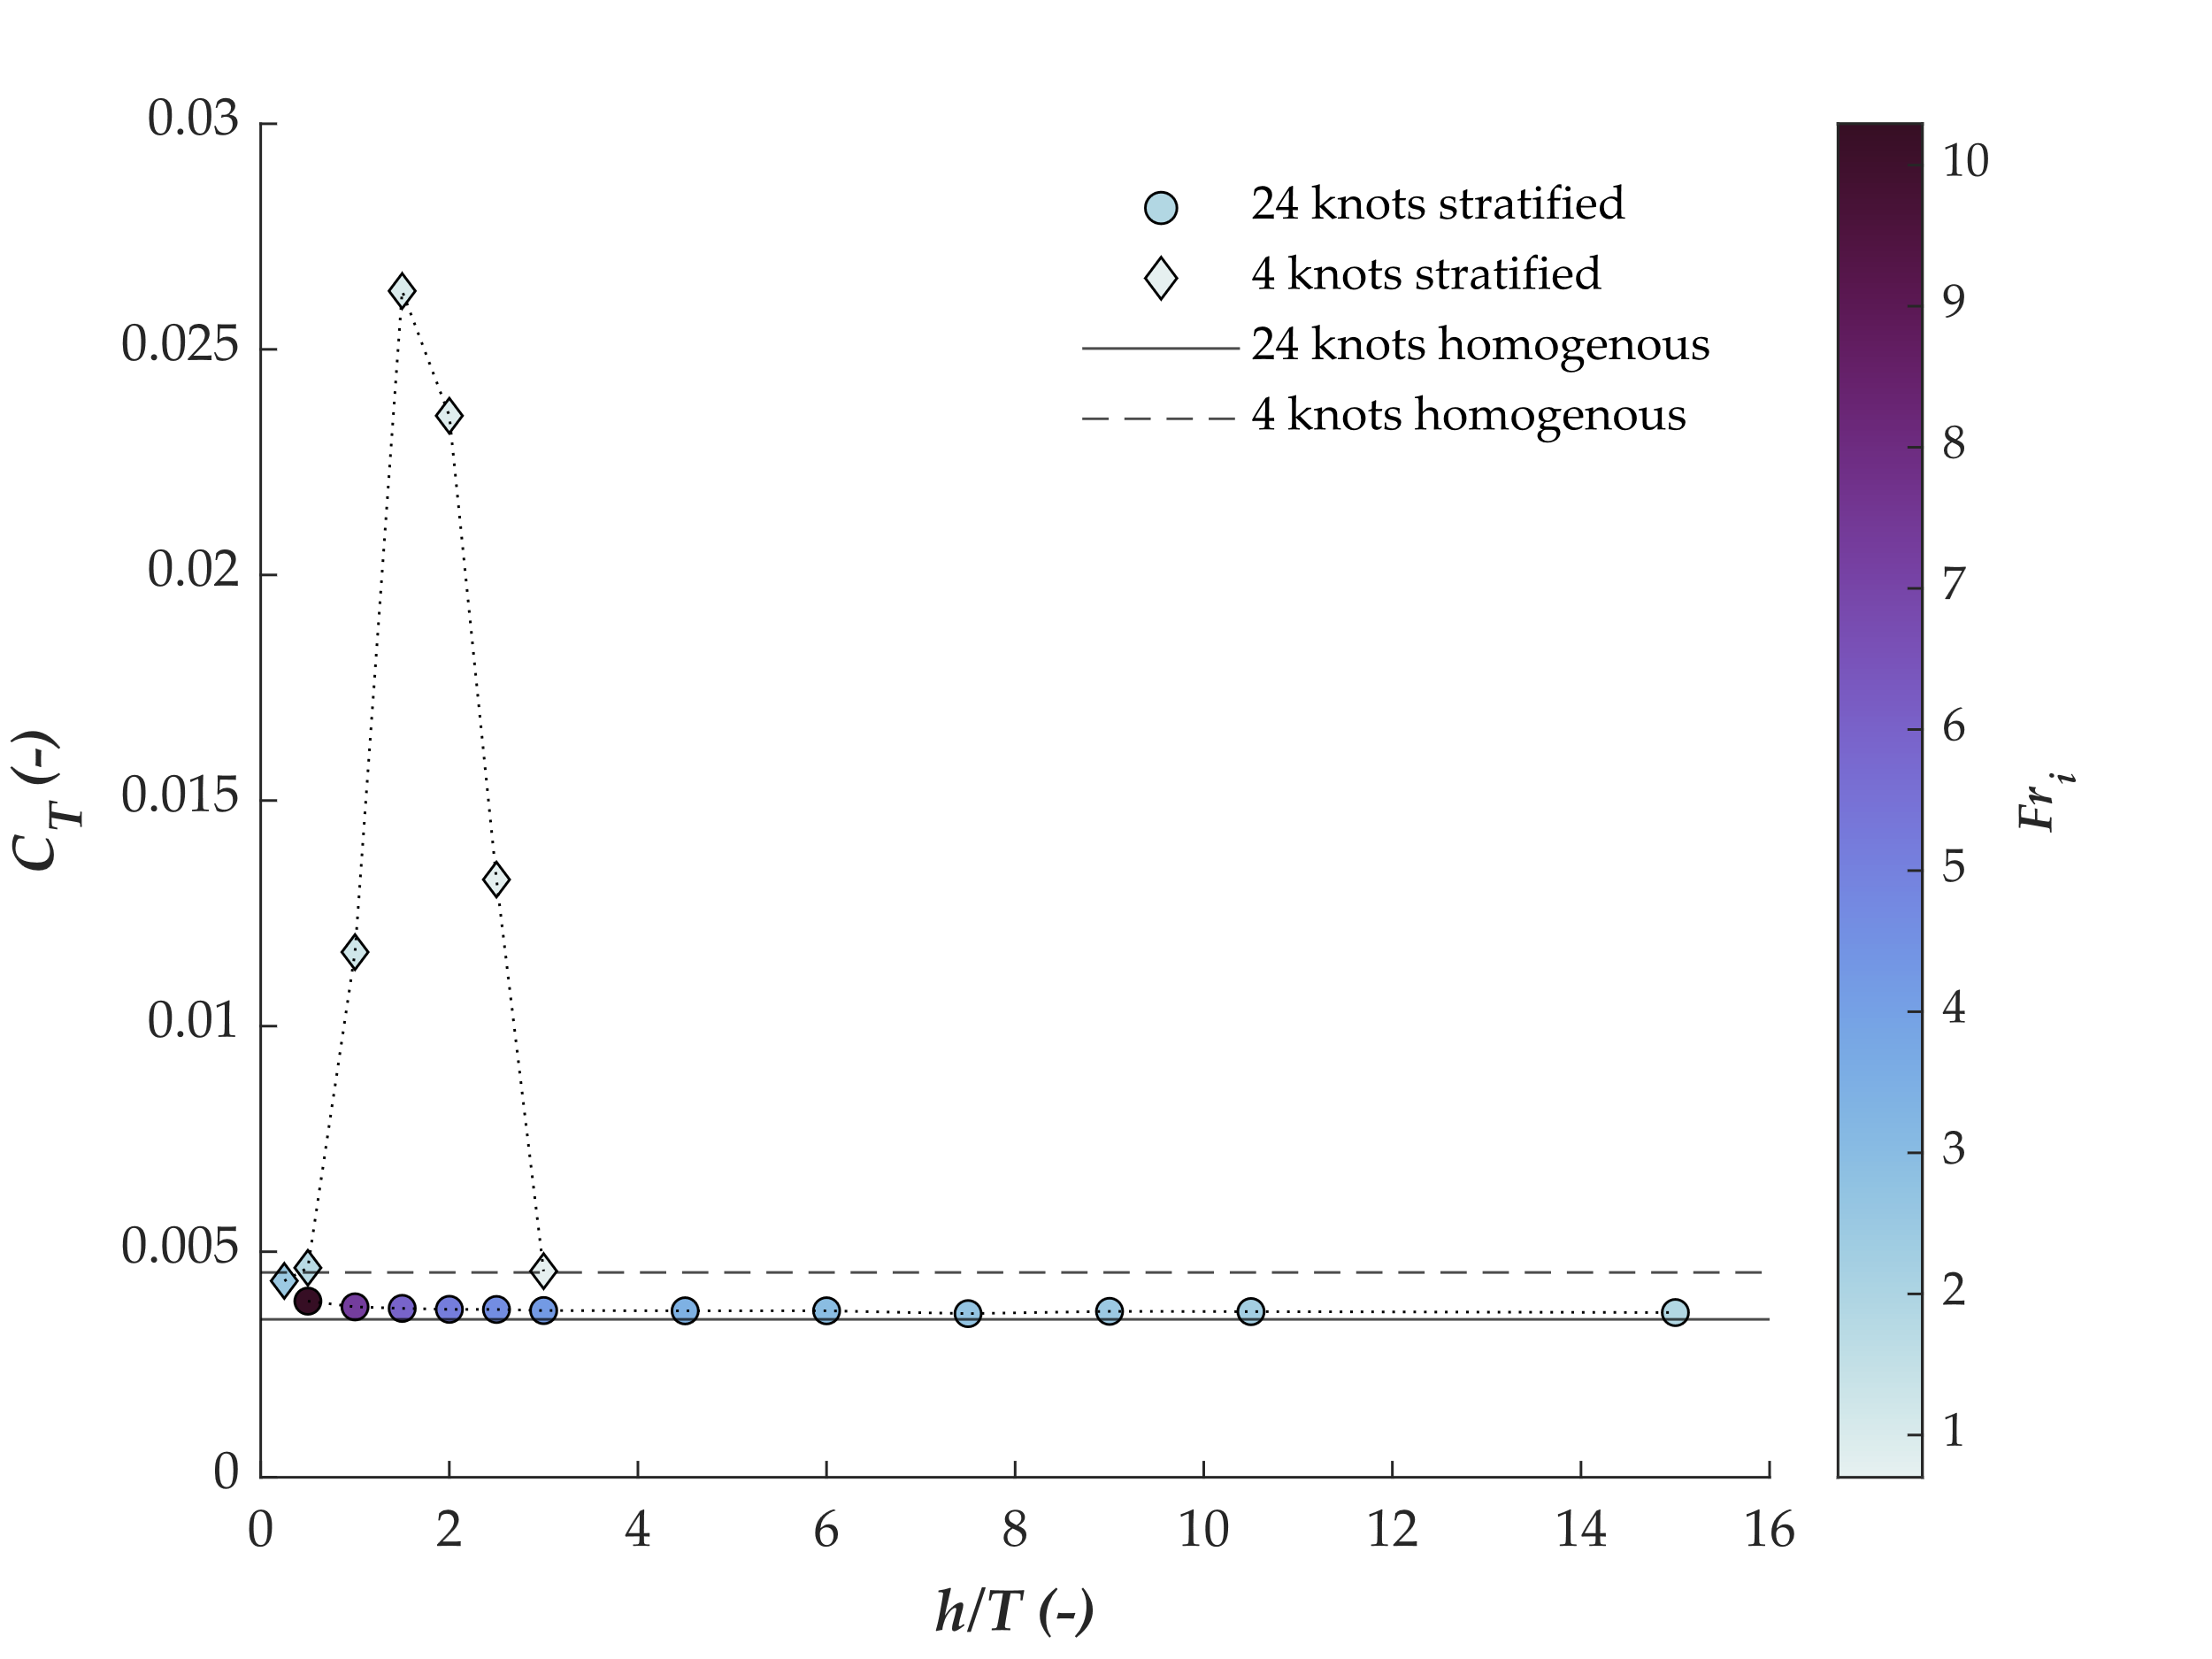 0.03
0.025
0.02
0.015
0.01
0.005
0
C_T (-)
0 2 4 6 8 10 12 14 16
h/T (-)
24 knots stratified
4 knots stratified
24 knots homogenous
4 knots homogenous
10
9
8
7
6
5
4
3
2
1
Fr_i